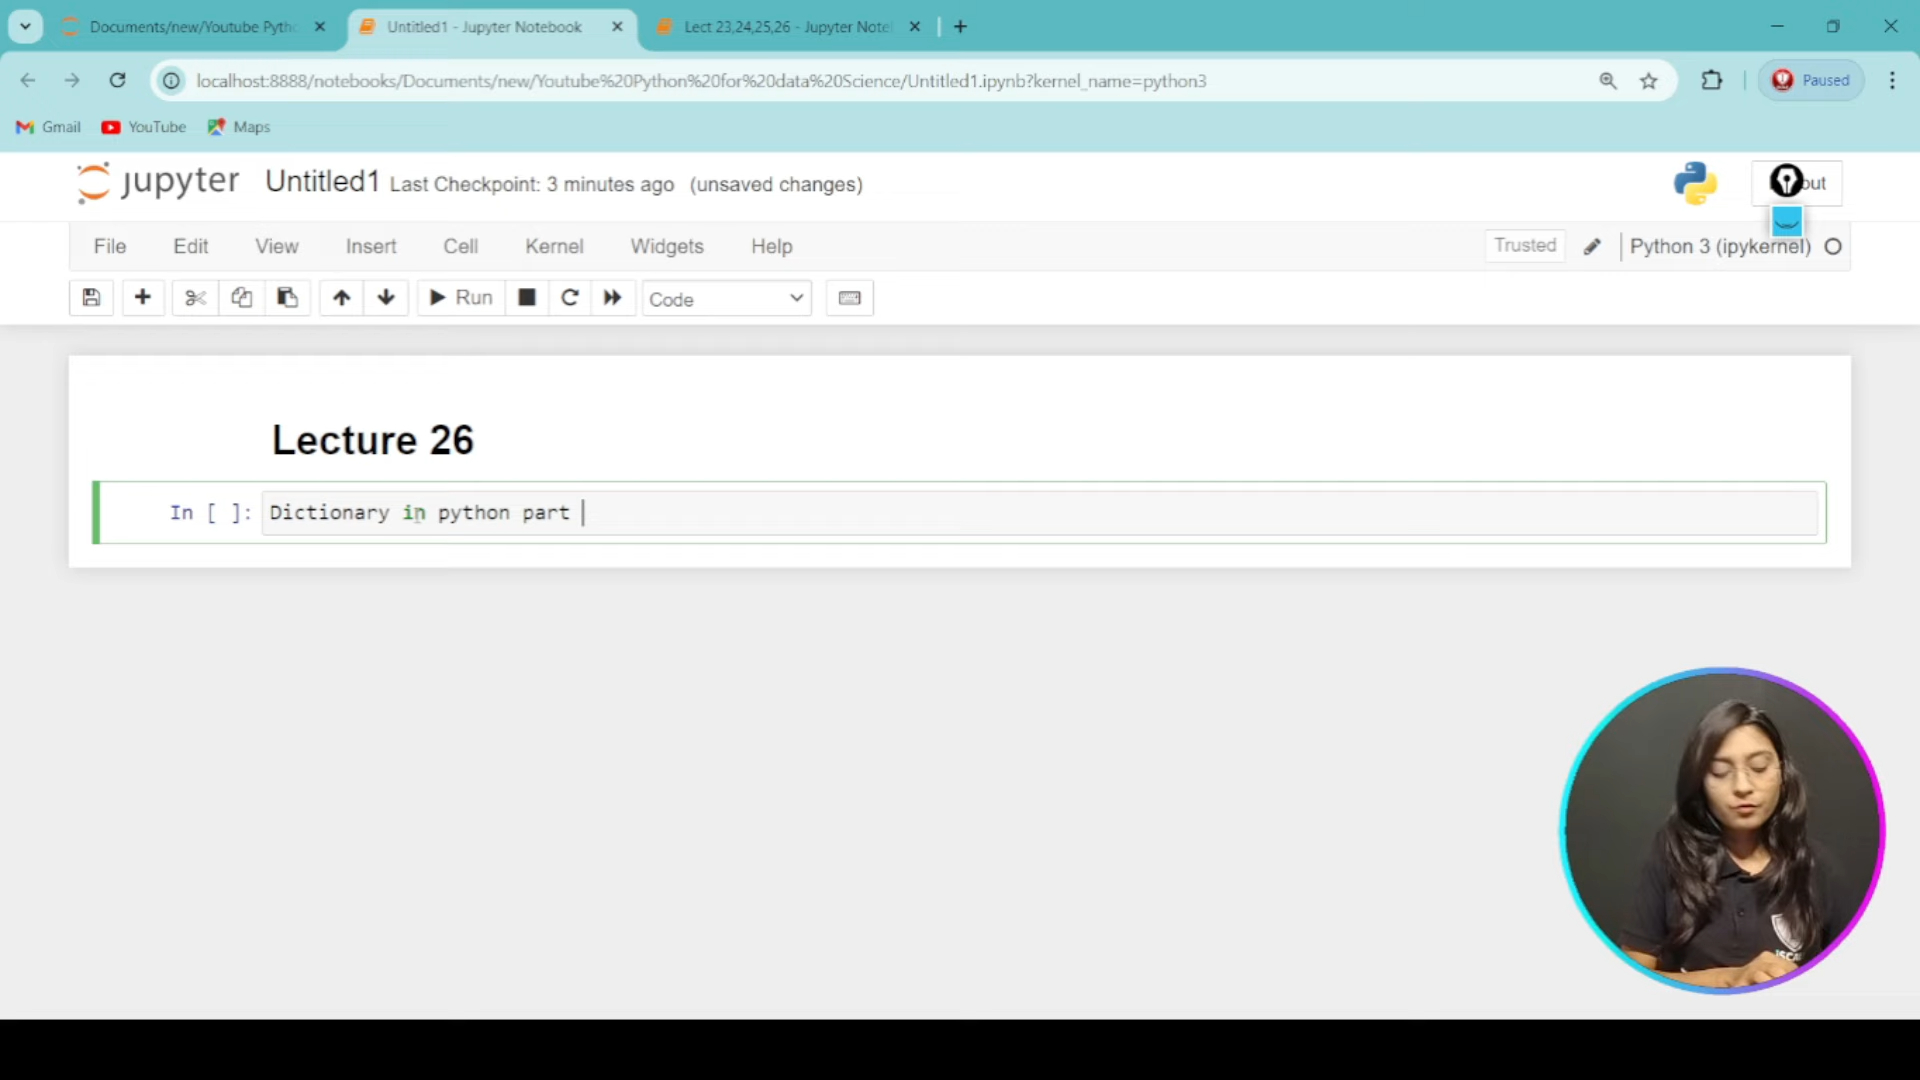 Documents/new/Youtube Pytho
Untitled1 - Jupyter Notebook
Lect 23,24,25,26 - Jupyter Note
localhost:8888/notebooks/Documents/new/Youtube%20Python%20for%20data%20Science/Untitled1.ipynb?kernel_name=python3
Paused
Gmail YouTube Maps
jupyter Untitled1 Last Checkpoint: 3 minutes ago (unsaved changes)
out
File Edit View Insert Cell Kernel Widgets Help
Trusted Python 3 (ipykernel)
Run Code
Lecture 26
In [ ]: Dictionary in python part